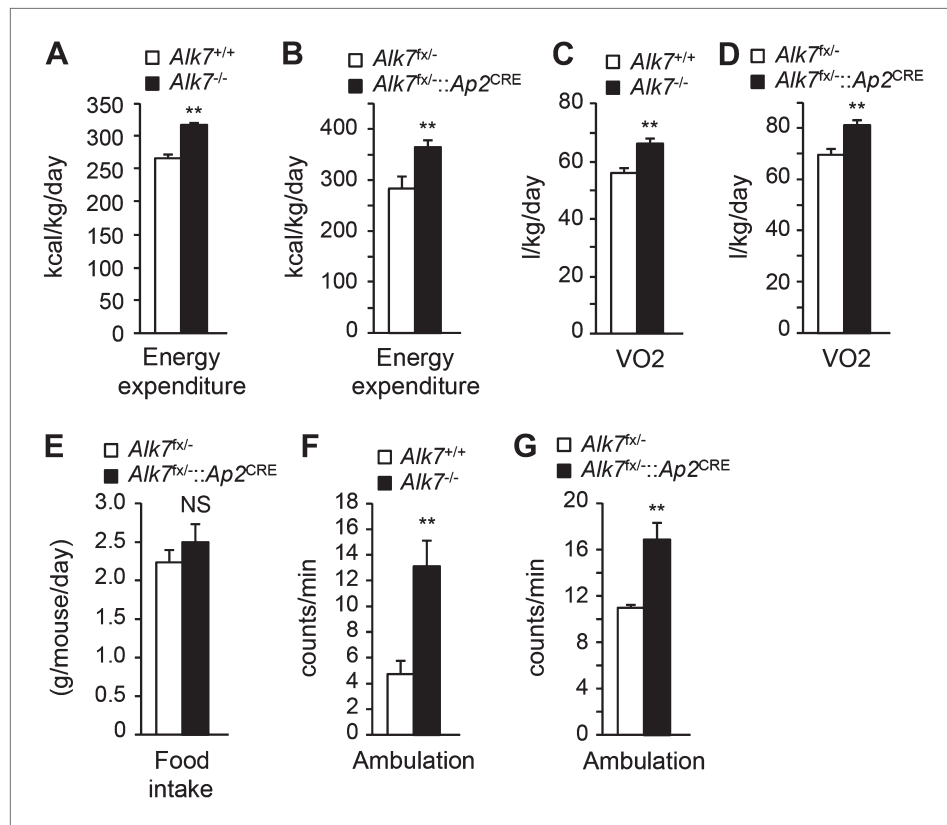 A
Alk7+/+
Alk7-/-
350
300
250
200
150
100
50
0
**
kcal/kg/day
Energy
expenditure
B
Alk7fx/-
Alk7fx/-::Ap2CRE
400
300
200
100
0
**
kcal/kg/day
Energy
expenditure
C
Alk7+/+
Alk7-/-
80
60
40
20
0
**
l/kg/day
VO2
D
Alk7fx/-
Alk7fx/-::Ap2CRE
80
60
40
20
0
**
l/kg/day
VO2
E
Alk7fx/-
Alk7fx/-::Ap2CRE
3.0
2.5
2.0
1.5
1.0
0.5
0
NS
(g/mouse/day)
Food
intake
F
Alk7+/+
Alk7-/-
18
16
14
12
10
8
6
4
2
0
**
counts/min
Ambulation
G
Alk7fx/-
Alk7fx/-::Ap2CRE
20
16
12
8
4
0
**
counts/min
Ambulation